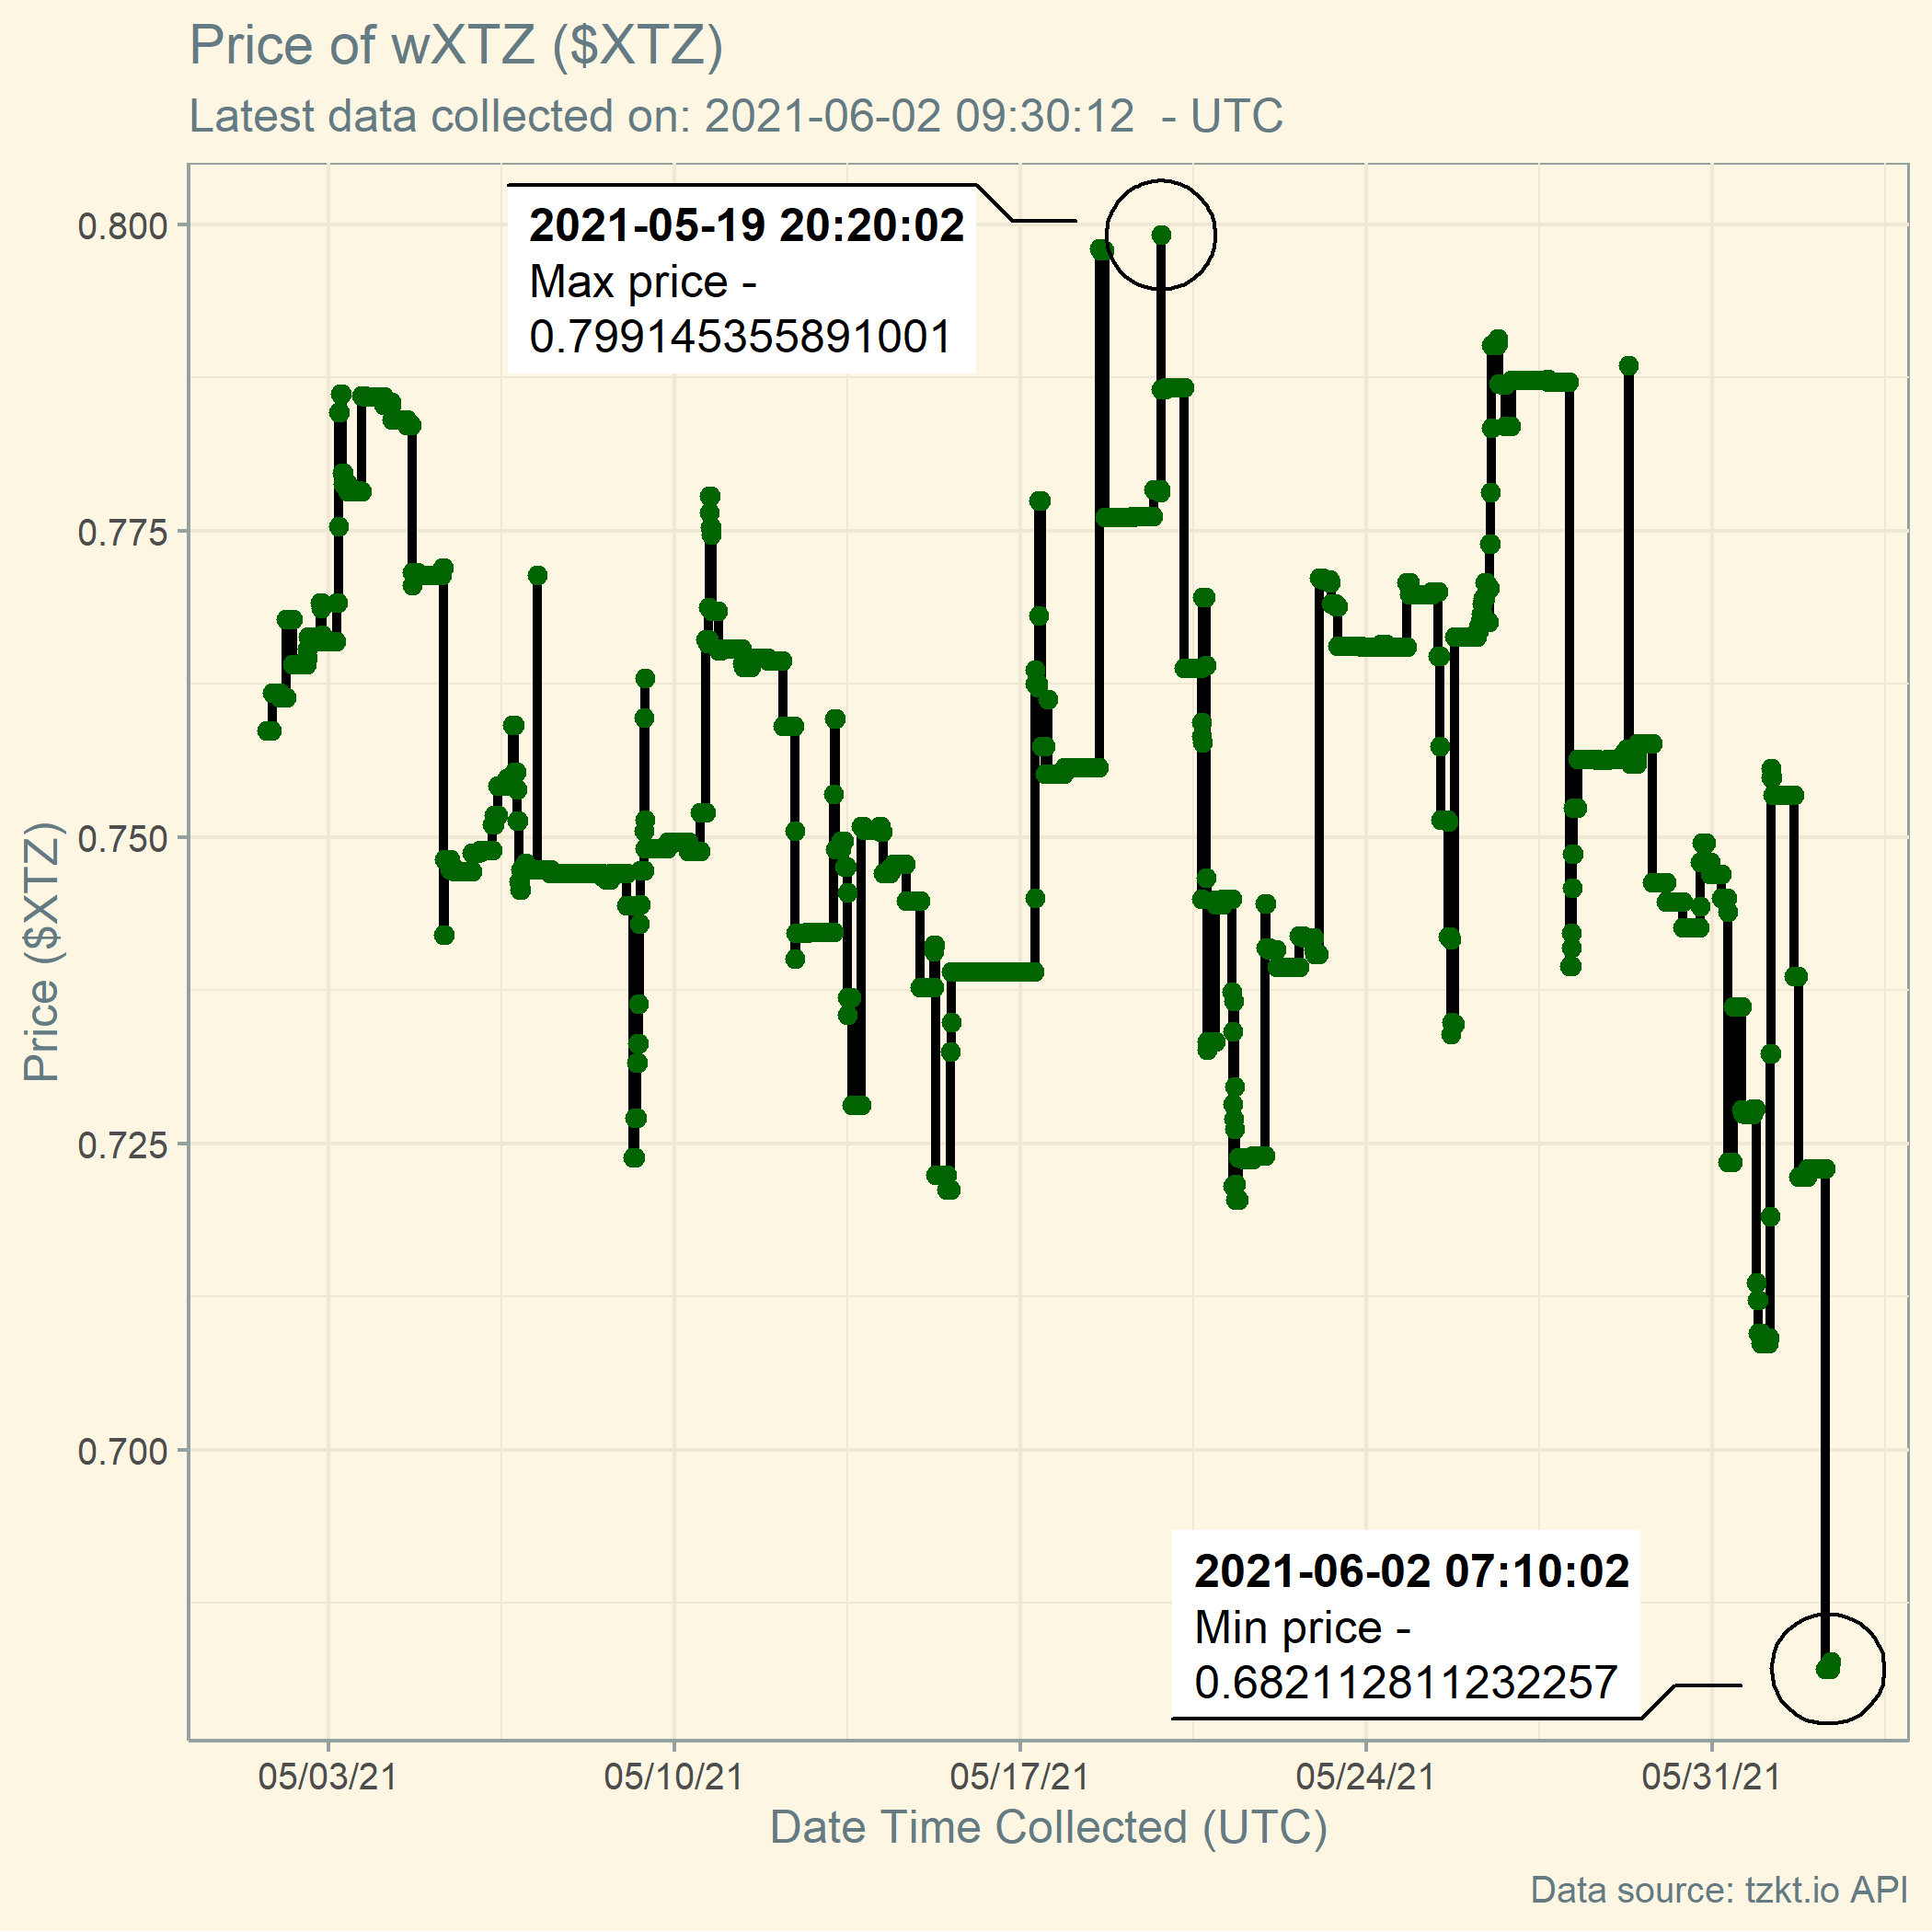 Price of wXTZ ($XTZ)
Latest data collected on: 2021-06-02 09:30:12  - UTC
2021-05-19 20:20:02
Max price -
0.799145355891001
0.800
0.775
0.750
0.725
0.700
Price ($XTZ)
2021-06-02 07:10:02
Min price -
0.682112811232257
05/03/21
05/10/21
05/17/21
05/24/21
05/31/21
Date Time Collected (UTC)
Data source: tzkt.io API